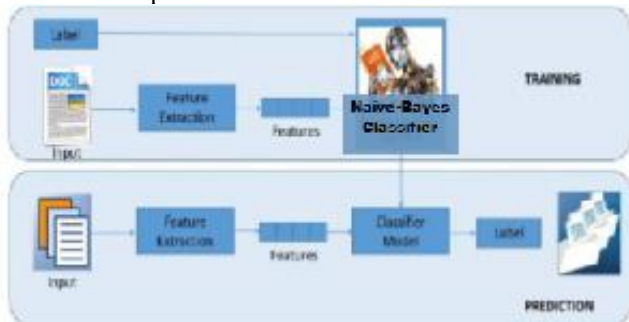 Label
DOC
TRAINING
Feature
Extraction
Features
Naive-Bayes
Classifier
Input
Feature
Extraction
Features
Classifier
Model
Label
Input
PREDICTION